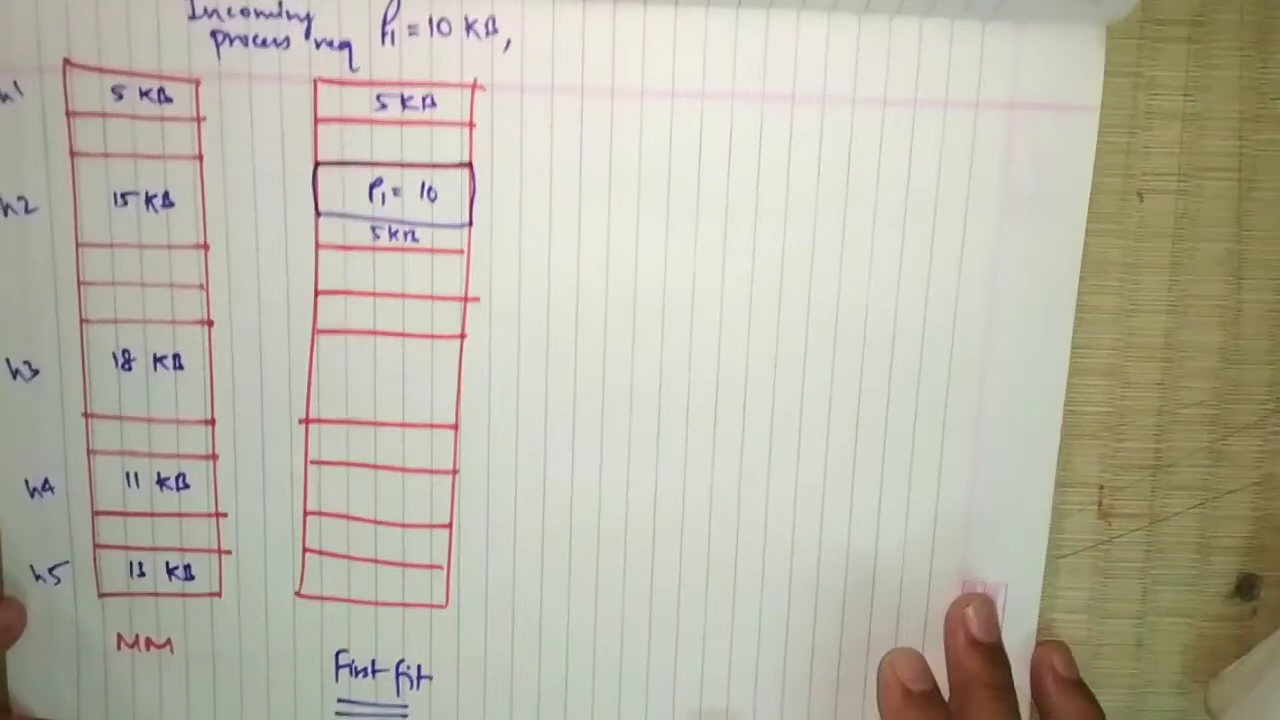 Incoming
process req P1 = 10 KB,
h1 5 KB
h2 15 KB
h3 18 KB
h4 11 KB
h5 13 KB
MM
5 KB
P1 = 10
5 KB
First fit